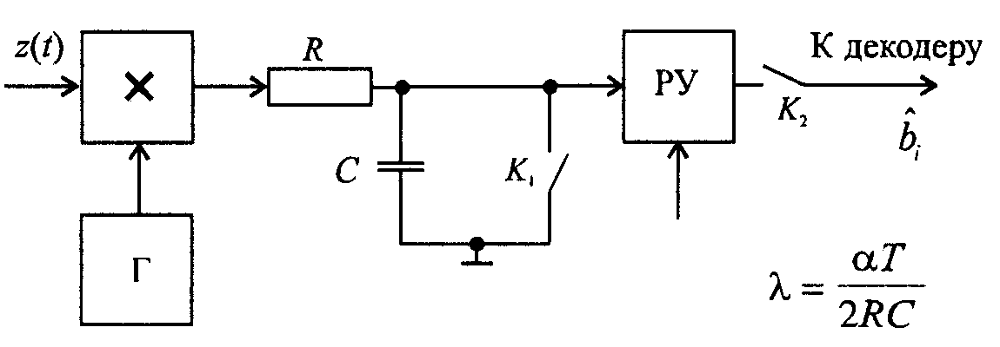 z(t)
×
R
РУ
К декодеру
K₂
b̂ᵢ
C
K₁
Г
λ = αT / 2RC